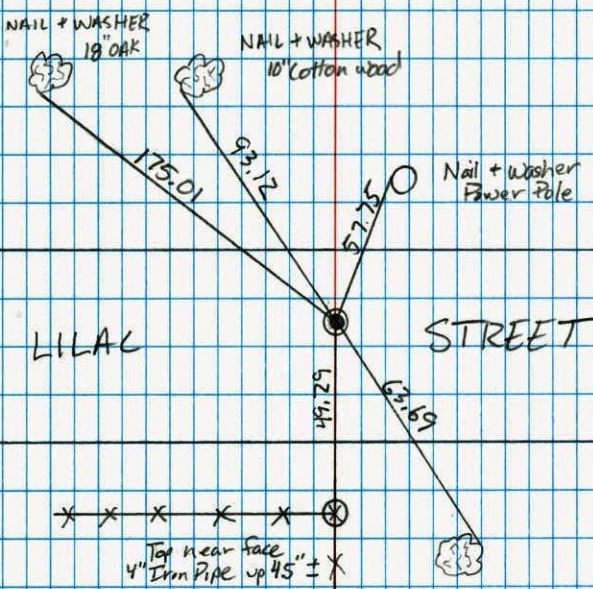 NAIL + WASHER
18" OAK
NAIL + WASHER
10" Cotton wood
175.01
93.12
57.75
Nail + washer
Power Pole
LILAC
STREET
49.29
63.69
Top near face
4" Iron Pipe up 45" ±